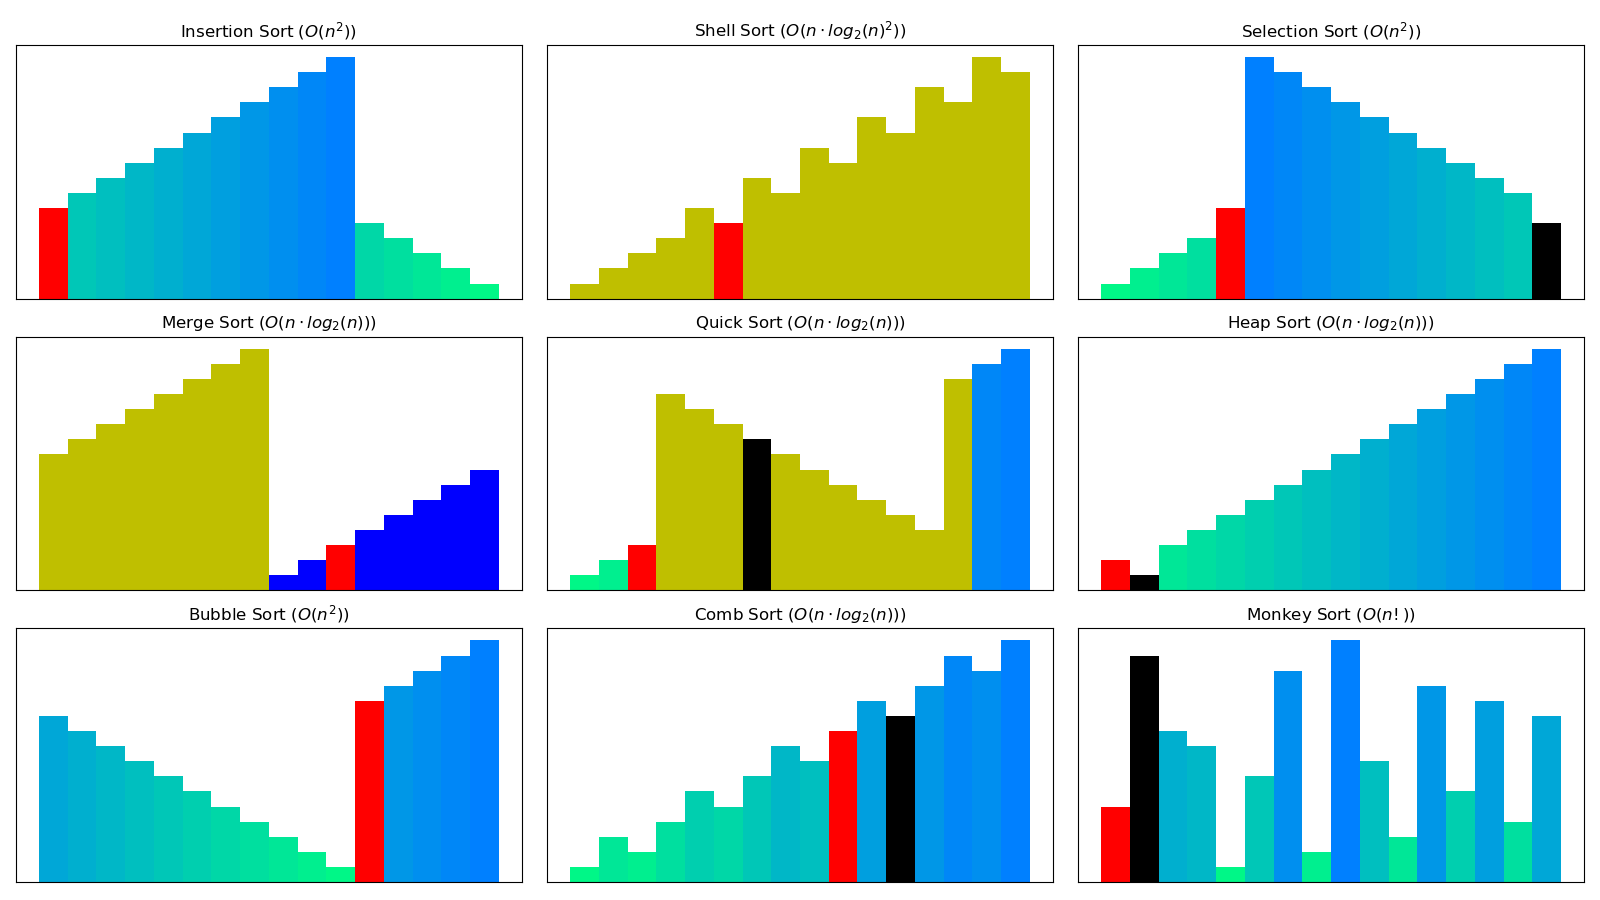 Insertion Sort (O(n²))
Shell Sort (O(n · log₂(n)²))
Selection Sort (O(n²))
Merge Sort (O(n · log₂(n)))
Quick Sort (O(n · log₂(n)))
Heap Sort (O(n · log₂(n)))
Bubble Sort (O(n²))
Comb Sort (O(n · log₂(n)))
Monkey Sort (O(n!))